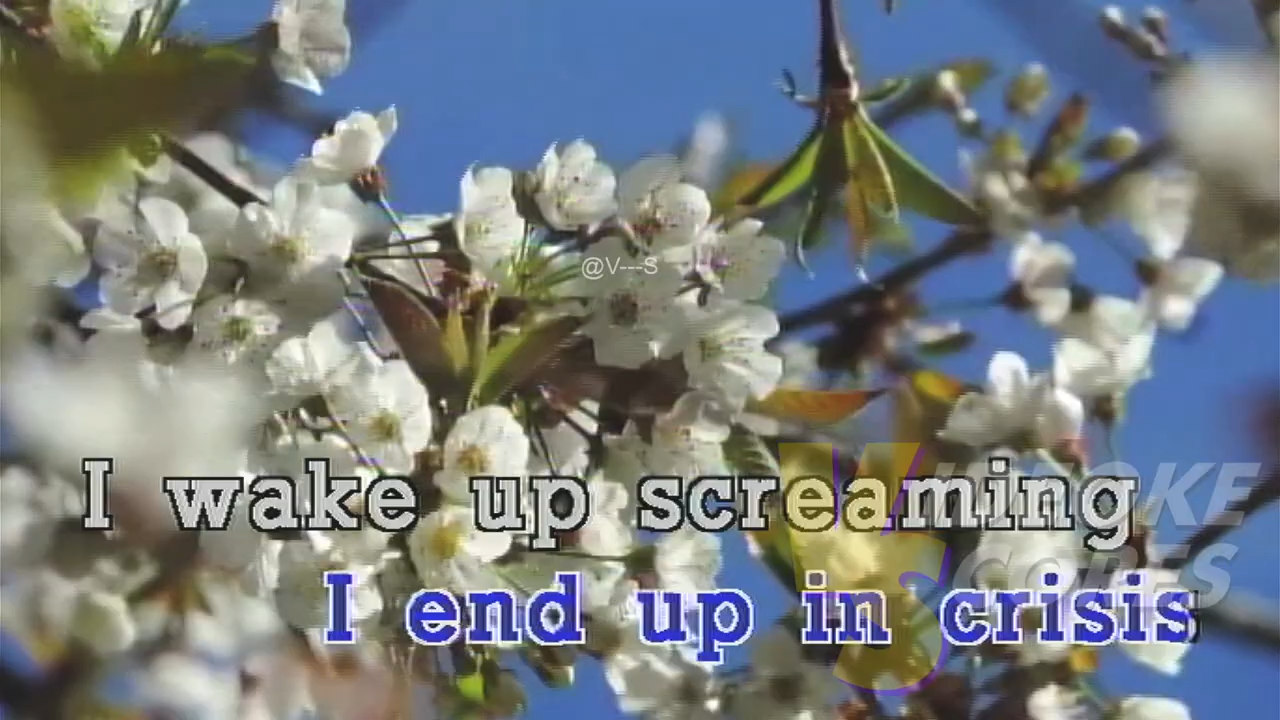 @V---S
I wake up screaming
I end up in crisis